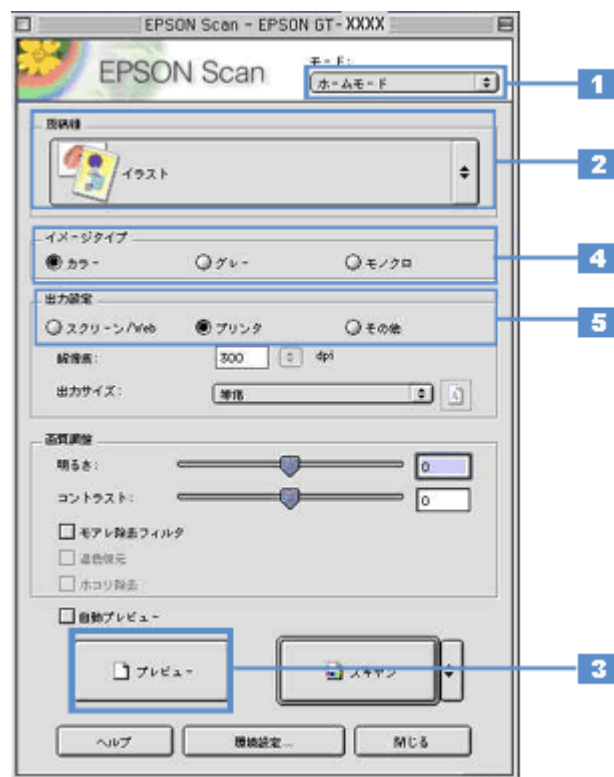 EPSON Scan - EPSON GT-XXXX
EPSON Scan
モード:
ホームモード
1
原稿種
イラスト
2
イメージタイプ
カラー グレー モノクロ
4
出力設定
スクリーン/Web プリンタ その他
5
解像度: 300 dpi
出力サイズ: 等倍
画質調整
明るさ: 0
コントラスト: 0
モアレ除去フィルタ
退色復元
ホコリ除去
自動プレビュー
プレビュー スキャン
3
ヘルプ 環境設定... 閉じる